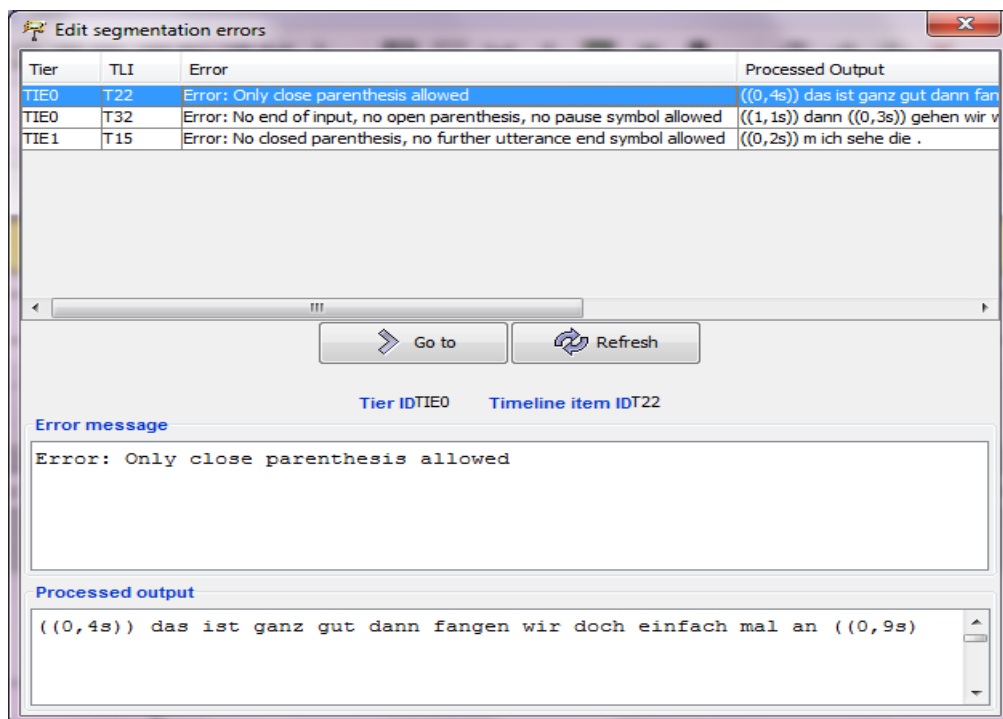 Edit segmentation errors
Tier TLI Error Processed Output
TIE0 T22 Error: Only close parenthesis allowed ((0,4s)) das ist ganz gut dann fan
TIE0 T32 Error: No end of input, no open parenthesis, no pause symbol allowed ((1,1s)) dann ((0,3s)) gehen wir w
TIE1 T15 Error: No closed parenthesis, no further utterance end symbol allowed ((0,2s)) m ich sehe die .
Go to Refresh
Tier IDTIE0 Timeline item IDT22
Error message
Error: Only close parenthesis allowed
Processed output
((0,4s)) das ist ganz gut dann fangen wir doch einfach mal an ((0,9s)